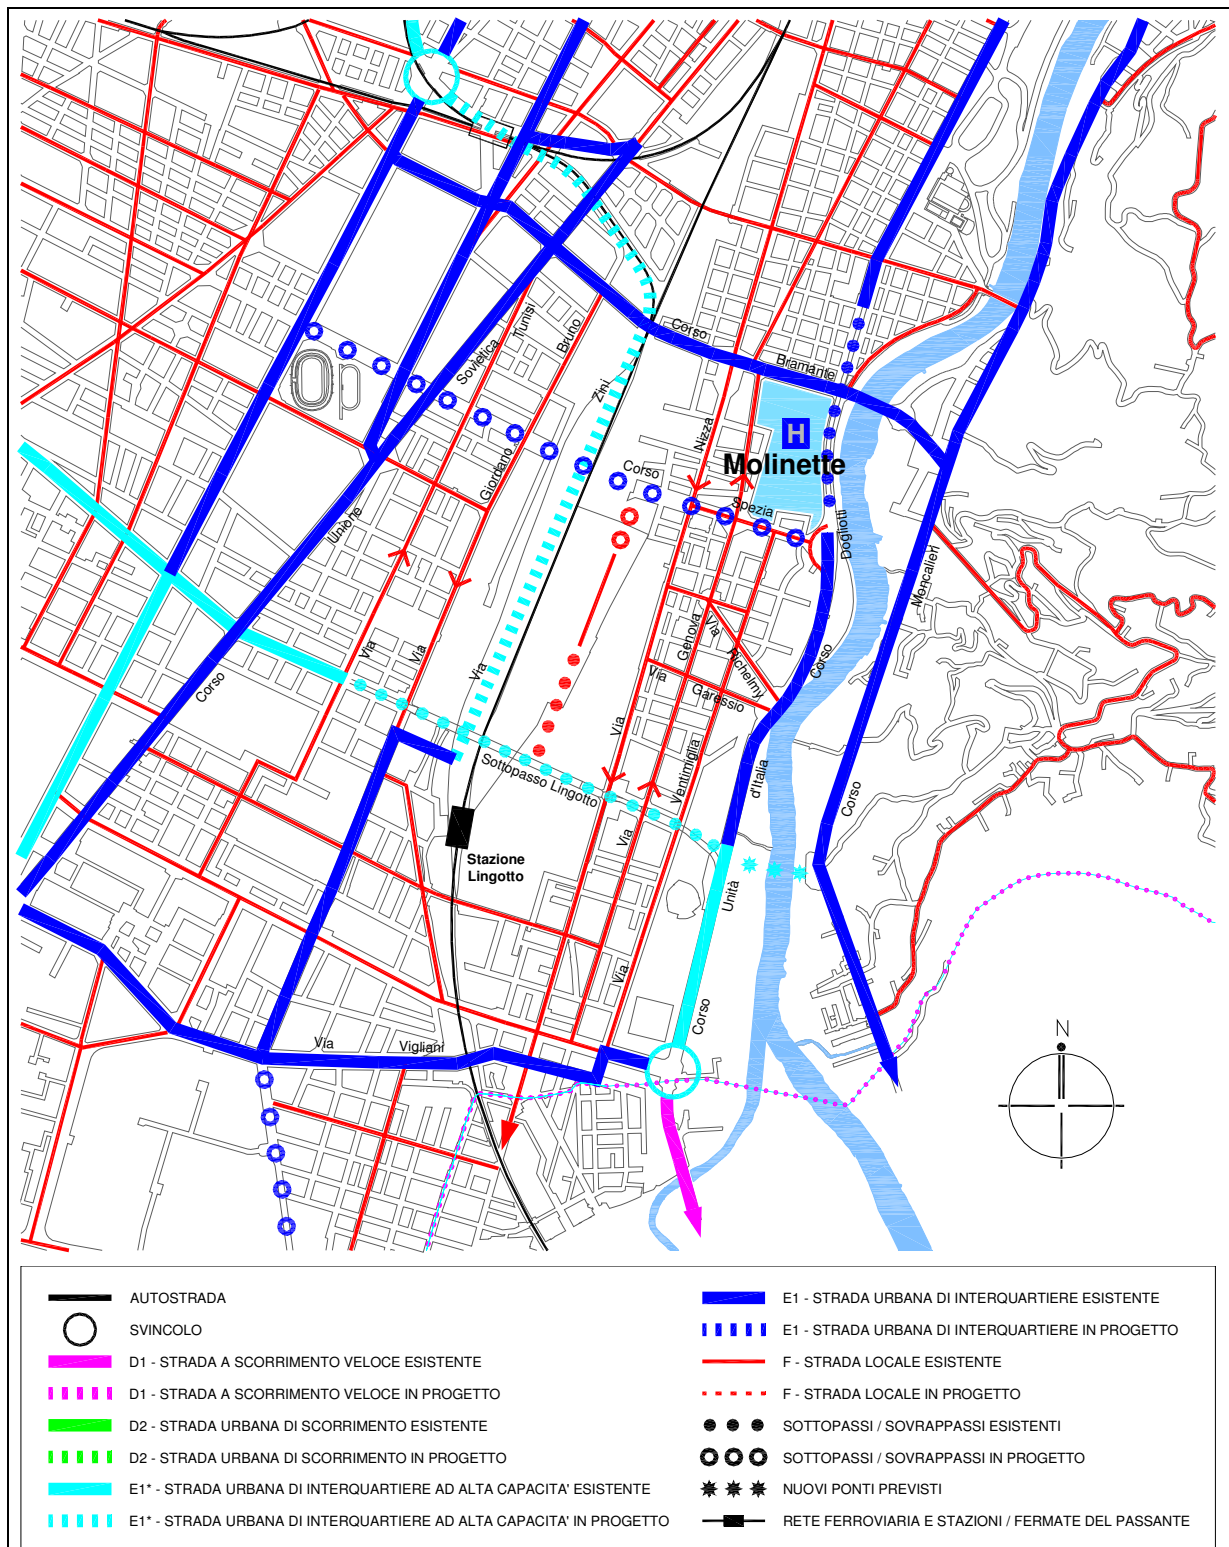 Corso
Bramante
Tunisi
Sovietica
Bruno
Zini
Nizza
H
Molinette
Corso
Spezia
Giordano
Dogliotti
Unione
Moncalieri
Genova
Via
Richelmy
Via
Via
Via
Via
Garessio
Corso
Corso
Via
Ventimiglia
d'Italia
Sottopasso Lingotto
Corso
Via
Stazione
Lingotto
Unità
Via
Corso
Via
Vigliani
N
AUTOSTRADA
SVINCOLO
D1 - STRADA A SCORRIMENTO VELOCE ESISTENTE
D1 - STRADA A SCORRIMENTO VELOCE IN PROGETTO
D2 - STRADA URBANA DI SCORRIMENTO ESISTENTE
D2 - STRADA URBANA DI SCORRIMENTO IN PROGETTO
E1* - STRADA URBANA DI INTERQUARTIERE AD ALTA CAPACITA' ESISTENTE
E1* - STRADA URBANA DI INTERQUARTIERE AD ALTA CAPACITA' IN PROGETTO
E1 - STRADA URBANA DI INTERQUARTIERE ESISTENTE
E1 - STRADA URBANA DI INTERQUARTIERE IN PROGETTO
F - STRADA LOCALE ESISTENTE
F - STRADA LOCALE IN PROGETTO
SOTTOPASSI / SOVRAPPASSI ESISTENTI
SOTTOPASSI / SOVRAPPASSI IN PROGETTO
NUOVI PONTI PREVISTI
RETE FERROVIARIA E STAZIONI / FERMATE DEL PASSANTE